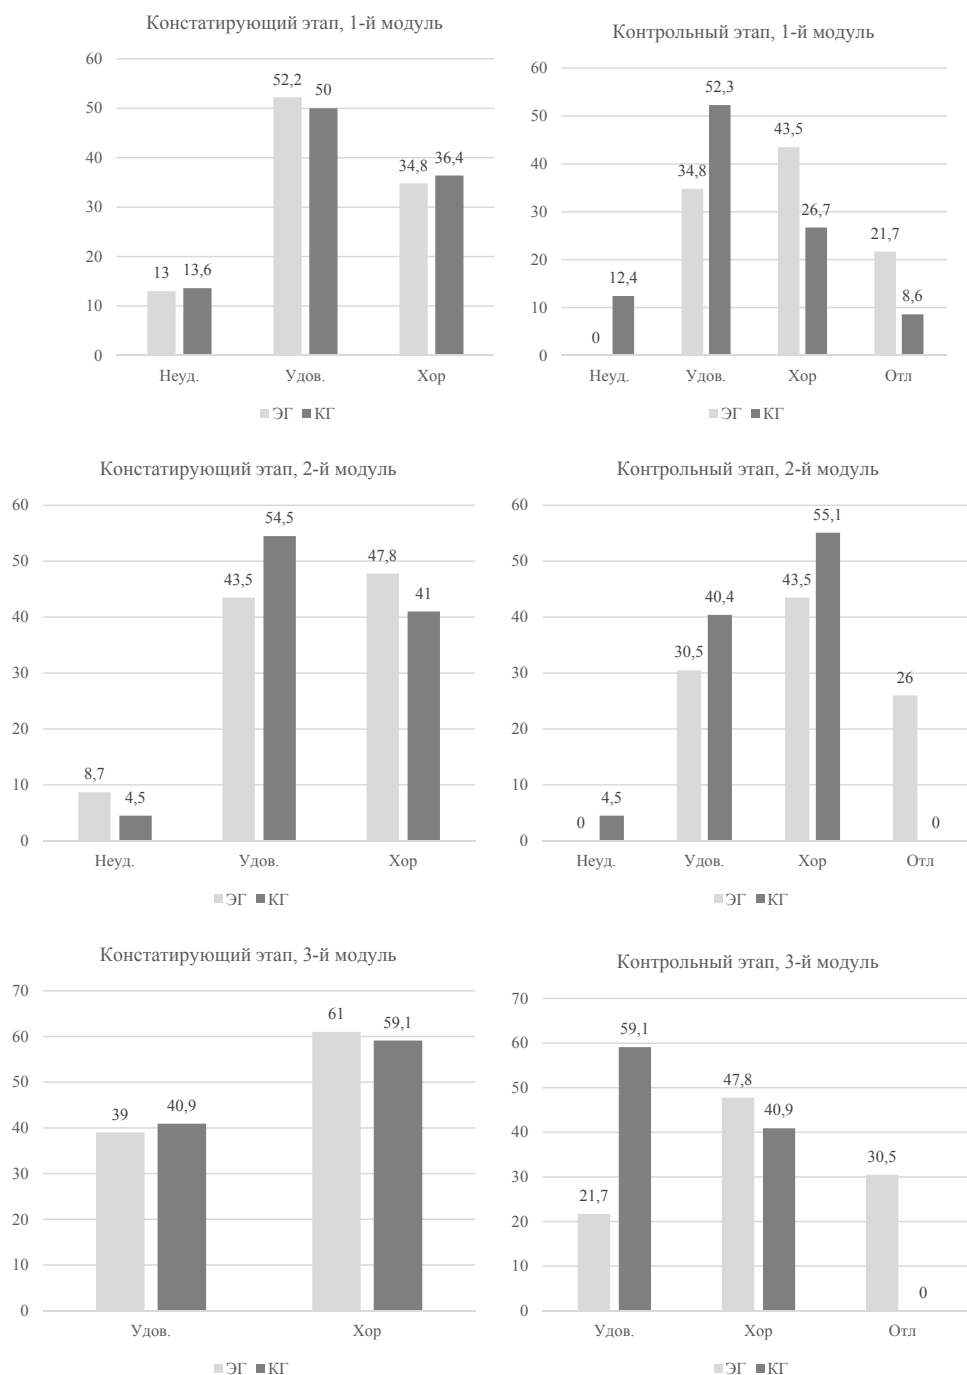 Констатирующий этап, 1-й модуль
60
50
40
30
20
10
0
13
13,6
52,2
50
34,8
36,4
Неуд.
Удов.
Хор
ЭГ КГ
Контрольный этап, 1-й модуль
60
50
40
30
20
10
0
0
12,4
34,8
52,3
43,5
26,7
21,7
8,6
Неуд.
Удов.
Хор
Отл
ЭГ КГ
Констатирующий этап, 2-й модуль
60
50
40
30
20
10
0
8,7
4,5
43,5
54,5
47,8
41
Неуд.
Удов.
Хор
ЭГ КГ
Контрольный этап, 2-й модуль
60
50
40
30
20
10
0
0
4,5
30,5
40,4
43,5
55,1
26
0
Неуд.
Удов.
Хор
Отл
ЭГ КГ
Констатирующий этап, 3-й модуль
70
60
50
40
30
20
10
0
39
40,9
61
59,1
Удов.
Хор
ЭГ КГ
Контрольный этап, 3-й модуль
70
60
50
40
30
20
10
0
21,7
59,1
47,8
40,9
30,5
0
Удов.
Хор
Отл
ЭГ КГ